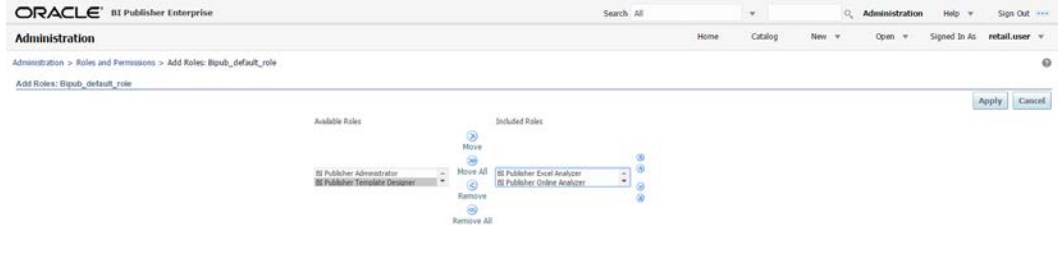 ORACLE BI Publisher Enterprise Search All Administration Help Sign Out
Administration Home Catalog New Open Signed In As retail.user
Administration > Roles and Permissions > Add Roles: Bipub_default_role
Add Roles: Bipub_default_role
Apply Cancel
Available Roles Included Roles
Move
Move All
BI Publisher Administrator BI Publisher Excel Analyzer
BI Publisher Template Designer BI Publisher Online Analyzer
Remove
Remove All